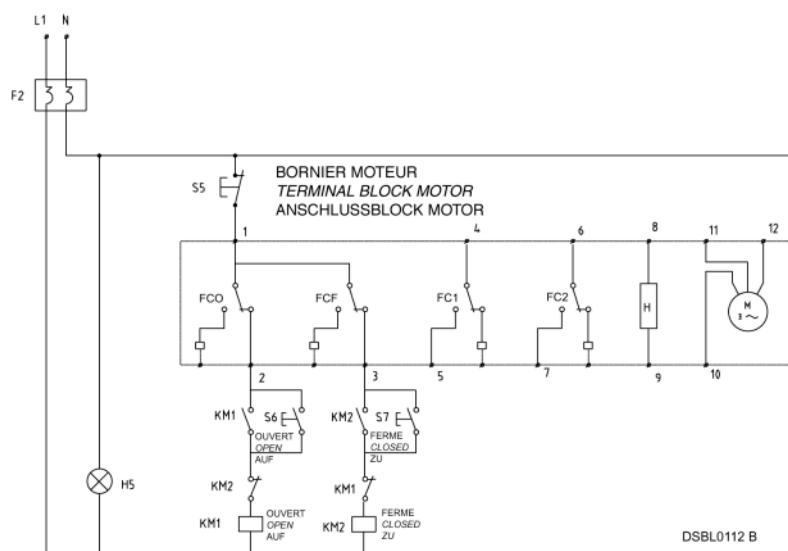 L1 N
F2
S5
BORNIER MOTEUR
TERMINAL BLOCK MOTOR
ANSCHLUSSBLOCK MOTOR
1 4 6 8 11 12
FCO FCF FC1 FC2 H M
3 ~
2 3 5 7 9 10
KM1 S6 KM2 S7
OUVERT FERME
OPEN CLOSED
AUF ZU
H5 KM2 KM1
KM1 OUVERT KM2 FERME
OPEN CLOSED
AUF ZU
DSBL0112 B